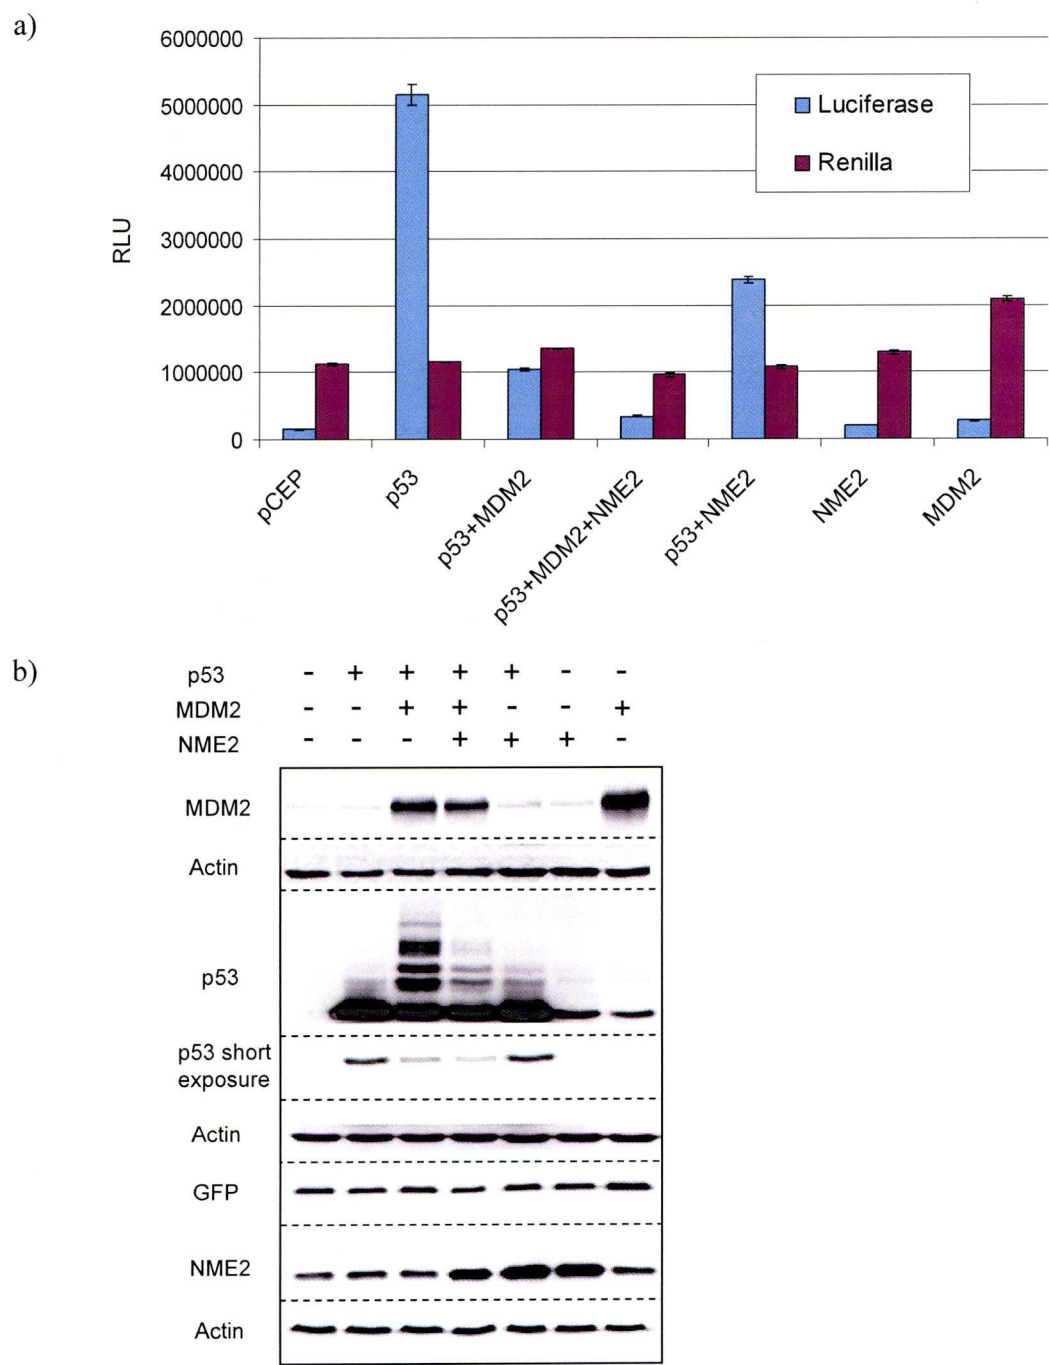 a)
6000000
5000000
4000000
3000000
2000000
1000000
0
RLU
Luciferase
Renilla
pCEP
p53
p53+MDM2
p53+MDM2+NME2
p53+NME2
NME2
MDM2
b)
p53 - + + + + - -
MDM2 - - + + - - +
NME2 - - - + + + -
MDM2
Actin
p53
p53 short
exposure
Actin
GFP
NME2
Actin